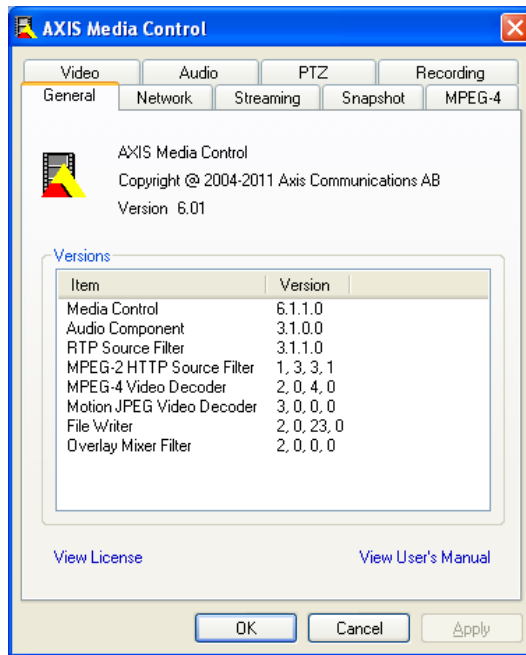 AXIS Media Control
Video Audio PTZ Recording
General Network Streaming Snapshot MPEG-4
AXIS Media Control
Copyright @ 2004-2011 Axis Communications AB
Version 6.01
Versions
Item Version
Media Control 6.1.1.0
Audio Component 3.1.0.0
RTP Source Filter 3.1.1.0
MPEG-2 HTTP Source Filter 1, 3, 3, 1
MPEG-4 Video Decoder 2, 0, 4, 0
Motion JPEG Video Decoder 3, 0, 0, 0
File Writer 2, 0, 23, 0
Overlay Mixer Filter 2, 0, 0, 0
View License View User's Manual
OK Cancel Apply